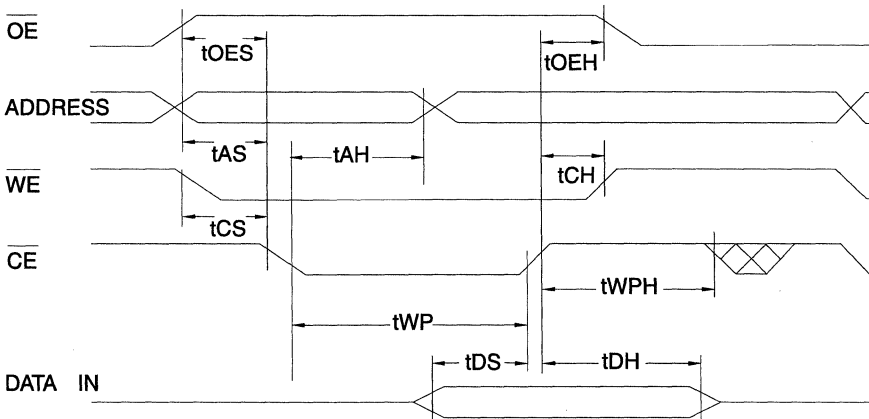 OE
tOES
tOEH
ADDRESS
tAS
tAH
tCH
WE
tCS
CE
tWPH
tWP
tDS
tDH
DATA IN